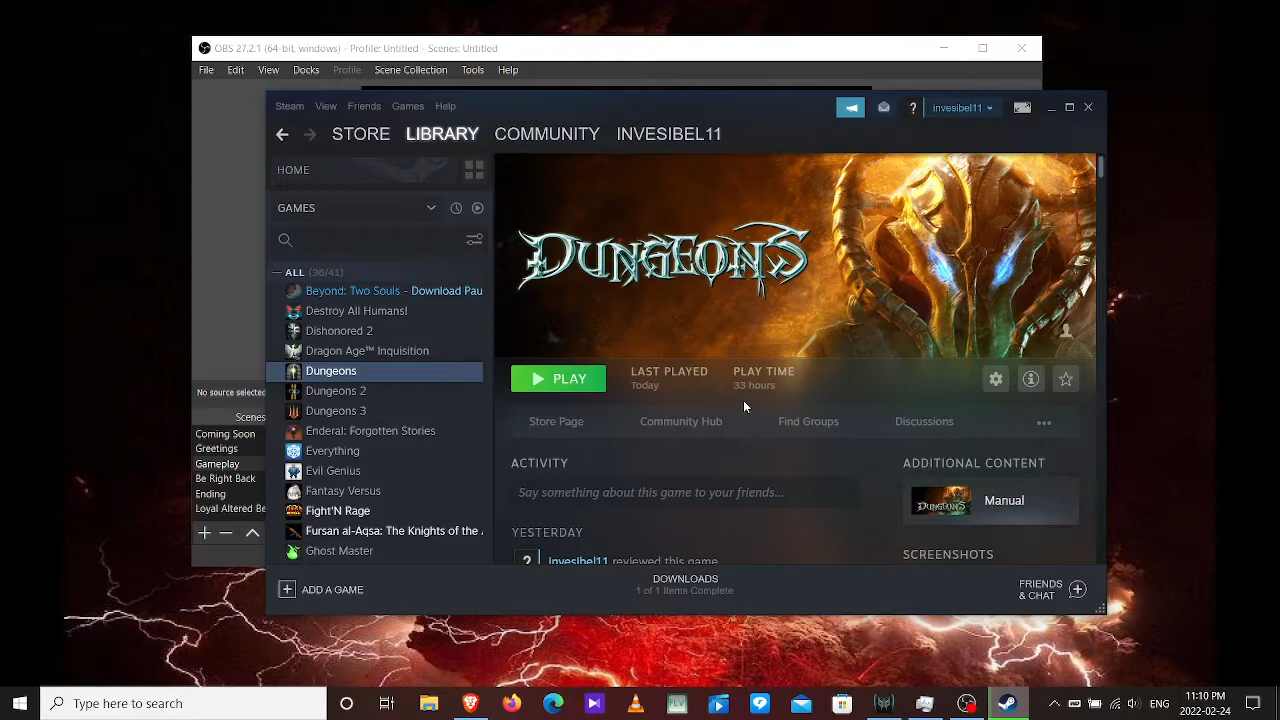 OBS 27.2.1 (64-bit, windows) - Profile: Untitled - Scenes: Untitled
File Edit View Docks Profile Scene Collection Tools Help
Steam View Friends Games Help
invesibel11
STORE LIBRARY COMMUNITY INVESIBEL11
HOME
GAMES
ALL (36/41)
Beyond: Two Souls - Download Pau
Destroy All Humans!
Dishonored 2
Dragon Age™ Inquisition
Dungeons
Dungeons 2
Dungeons 3
Enderal: Forgotten Stories
Everything
Evil Genius
Fantasy Versus
Fight'N Rage
Fursan al-Aqsa: The Knights of the
Ghost Master
ADD A GAME
DUNGEONS
PLAY
LAST PLAYED
Today
PLAY TIME
33 hours
Store Page Community Hub Find Groups Discussions
ACTIVITY
Say something about this game to your friends...
YESTERDAY
invesibel11 reviewed this game
ADDITIONAL CONTENT
DUNGEONS
Manual
SCREENSHOTS
DOWNLOADS
1 of 1 Items Complete
FRIENDS
& CHAT
No source selected
Scenes
Coming Soon
Greetings
Gameplay
Be Right Back
Ending
Loyal Altered Be
Type here to search
FLV
11:10 PM
2022-02-24